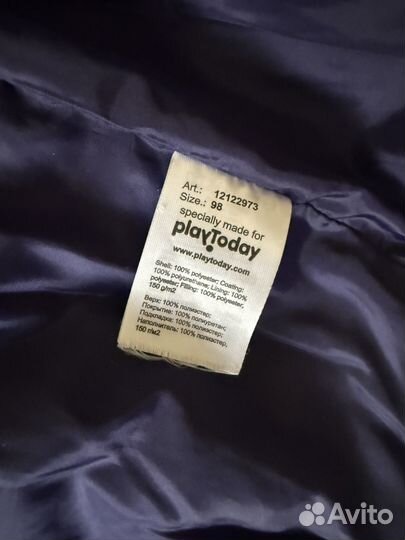 Art.: 12122973
Size.: 98
specially made for
playToday
www.playtoday.com
Shell: 100% polyester; Coating:
100% polyurethane; Lining: 100%
polyester; Filling: 100% polyester,
150 g/m2
Верх: 100% полиэстер;
Покрытие: 100% полиуретан;
Подкладка: 100% полиэстер;
Наполнитель: 100% полиэстер,
150 г/м2
Avito